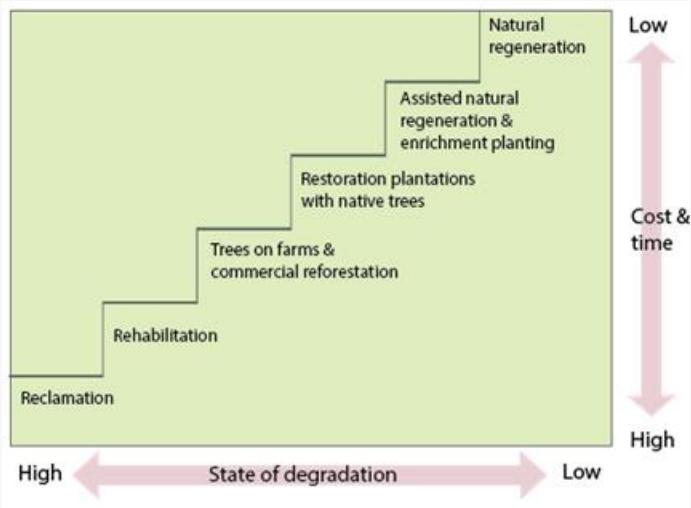 Natural
regeneration
Low
Assisted natural
regeneration &
enrichment planting
Restoration plantations
with native trees
Cost &
time
Trees on farms &
commercial reforestation
Rehabilitation
Reclamation
High
High
State of degradation
Low